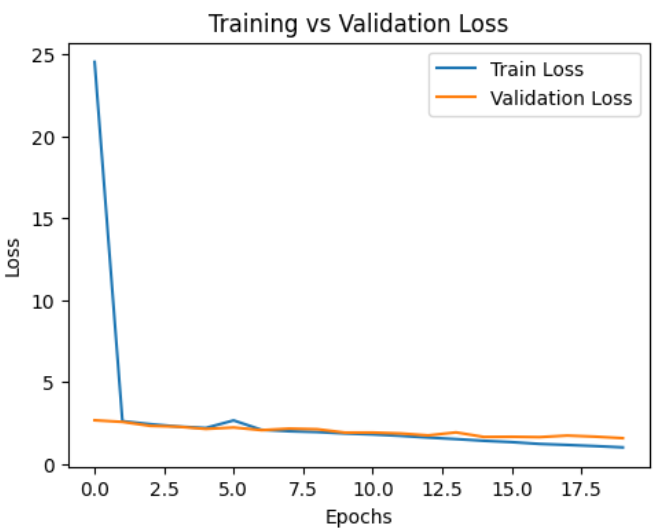 Training vs Validation Loss
Train Loss
Validation Loss
25
20
15
10
5
0
Loss
0.0 2.5 5.0 7.5 10.0 12.5 15.0 17.5
Epochs